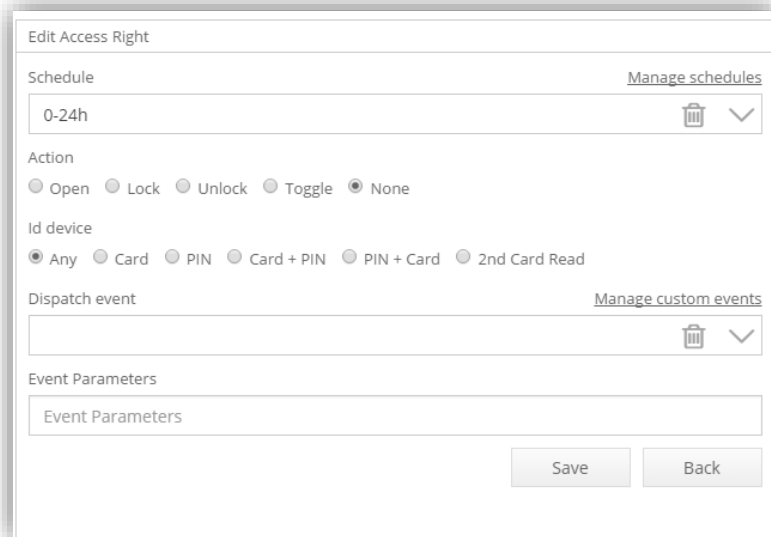 Edit Access Right
Schedule Manage schedules
0-24h
Action
Open Lock Unlock Toggle None
Id device
Any Card PIN Card + PIN PIN + Card 2nd Card Read
Dispatch event Manage custom events
Event Parameters
Event Parameters
Save Back